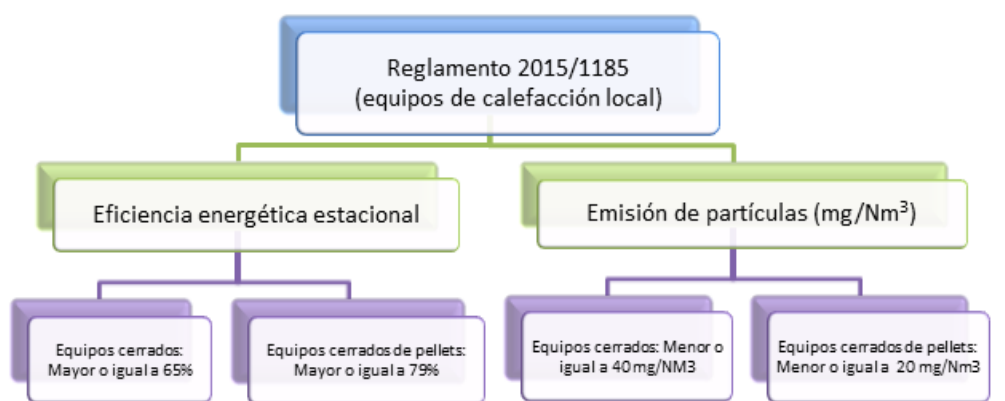 Reglamento 2015/1185
(equipos de calefacción local)
Eficiencia energética estacional
Emisión de partículas (mg/Nm³)
Equipos cerrados:
Mayor o igual a 65%
Equipos cerrados de pellets:
Mayor o igual a 79%
Equipos cerrados: Menor o
igual a 40 mg/NM3
Equipos cerrados de pellets:
Menor o igual a 20 mg/Nm3